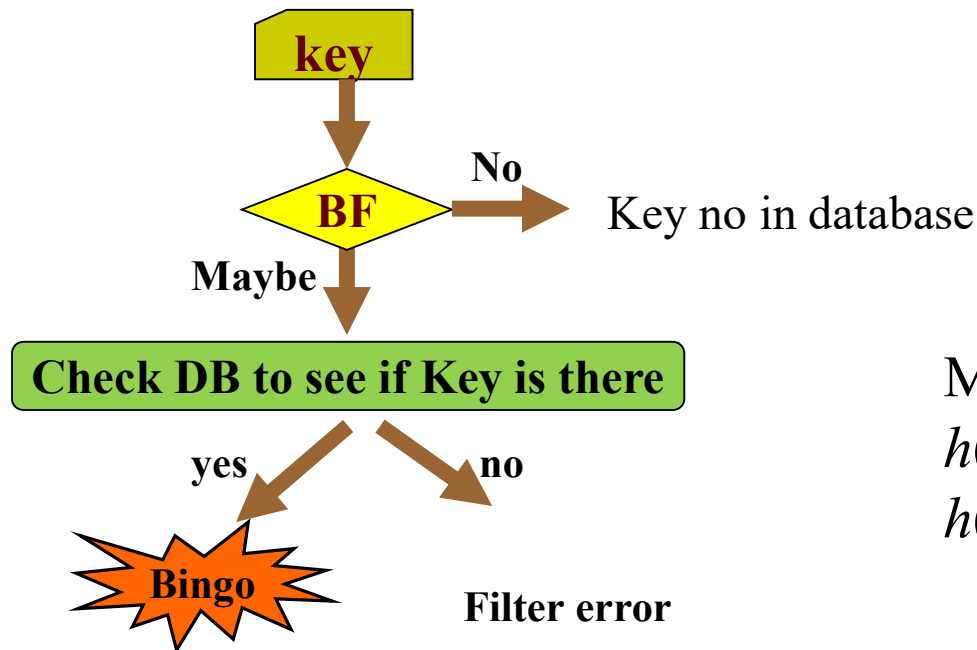 key
No
BF
Key no in database
Maybe
Check DB to see if Key is there
yes
no
Bingo
Filter error
M
h(
h(